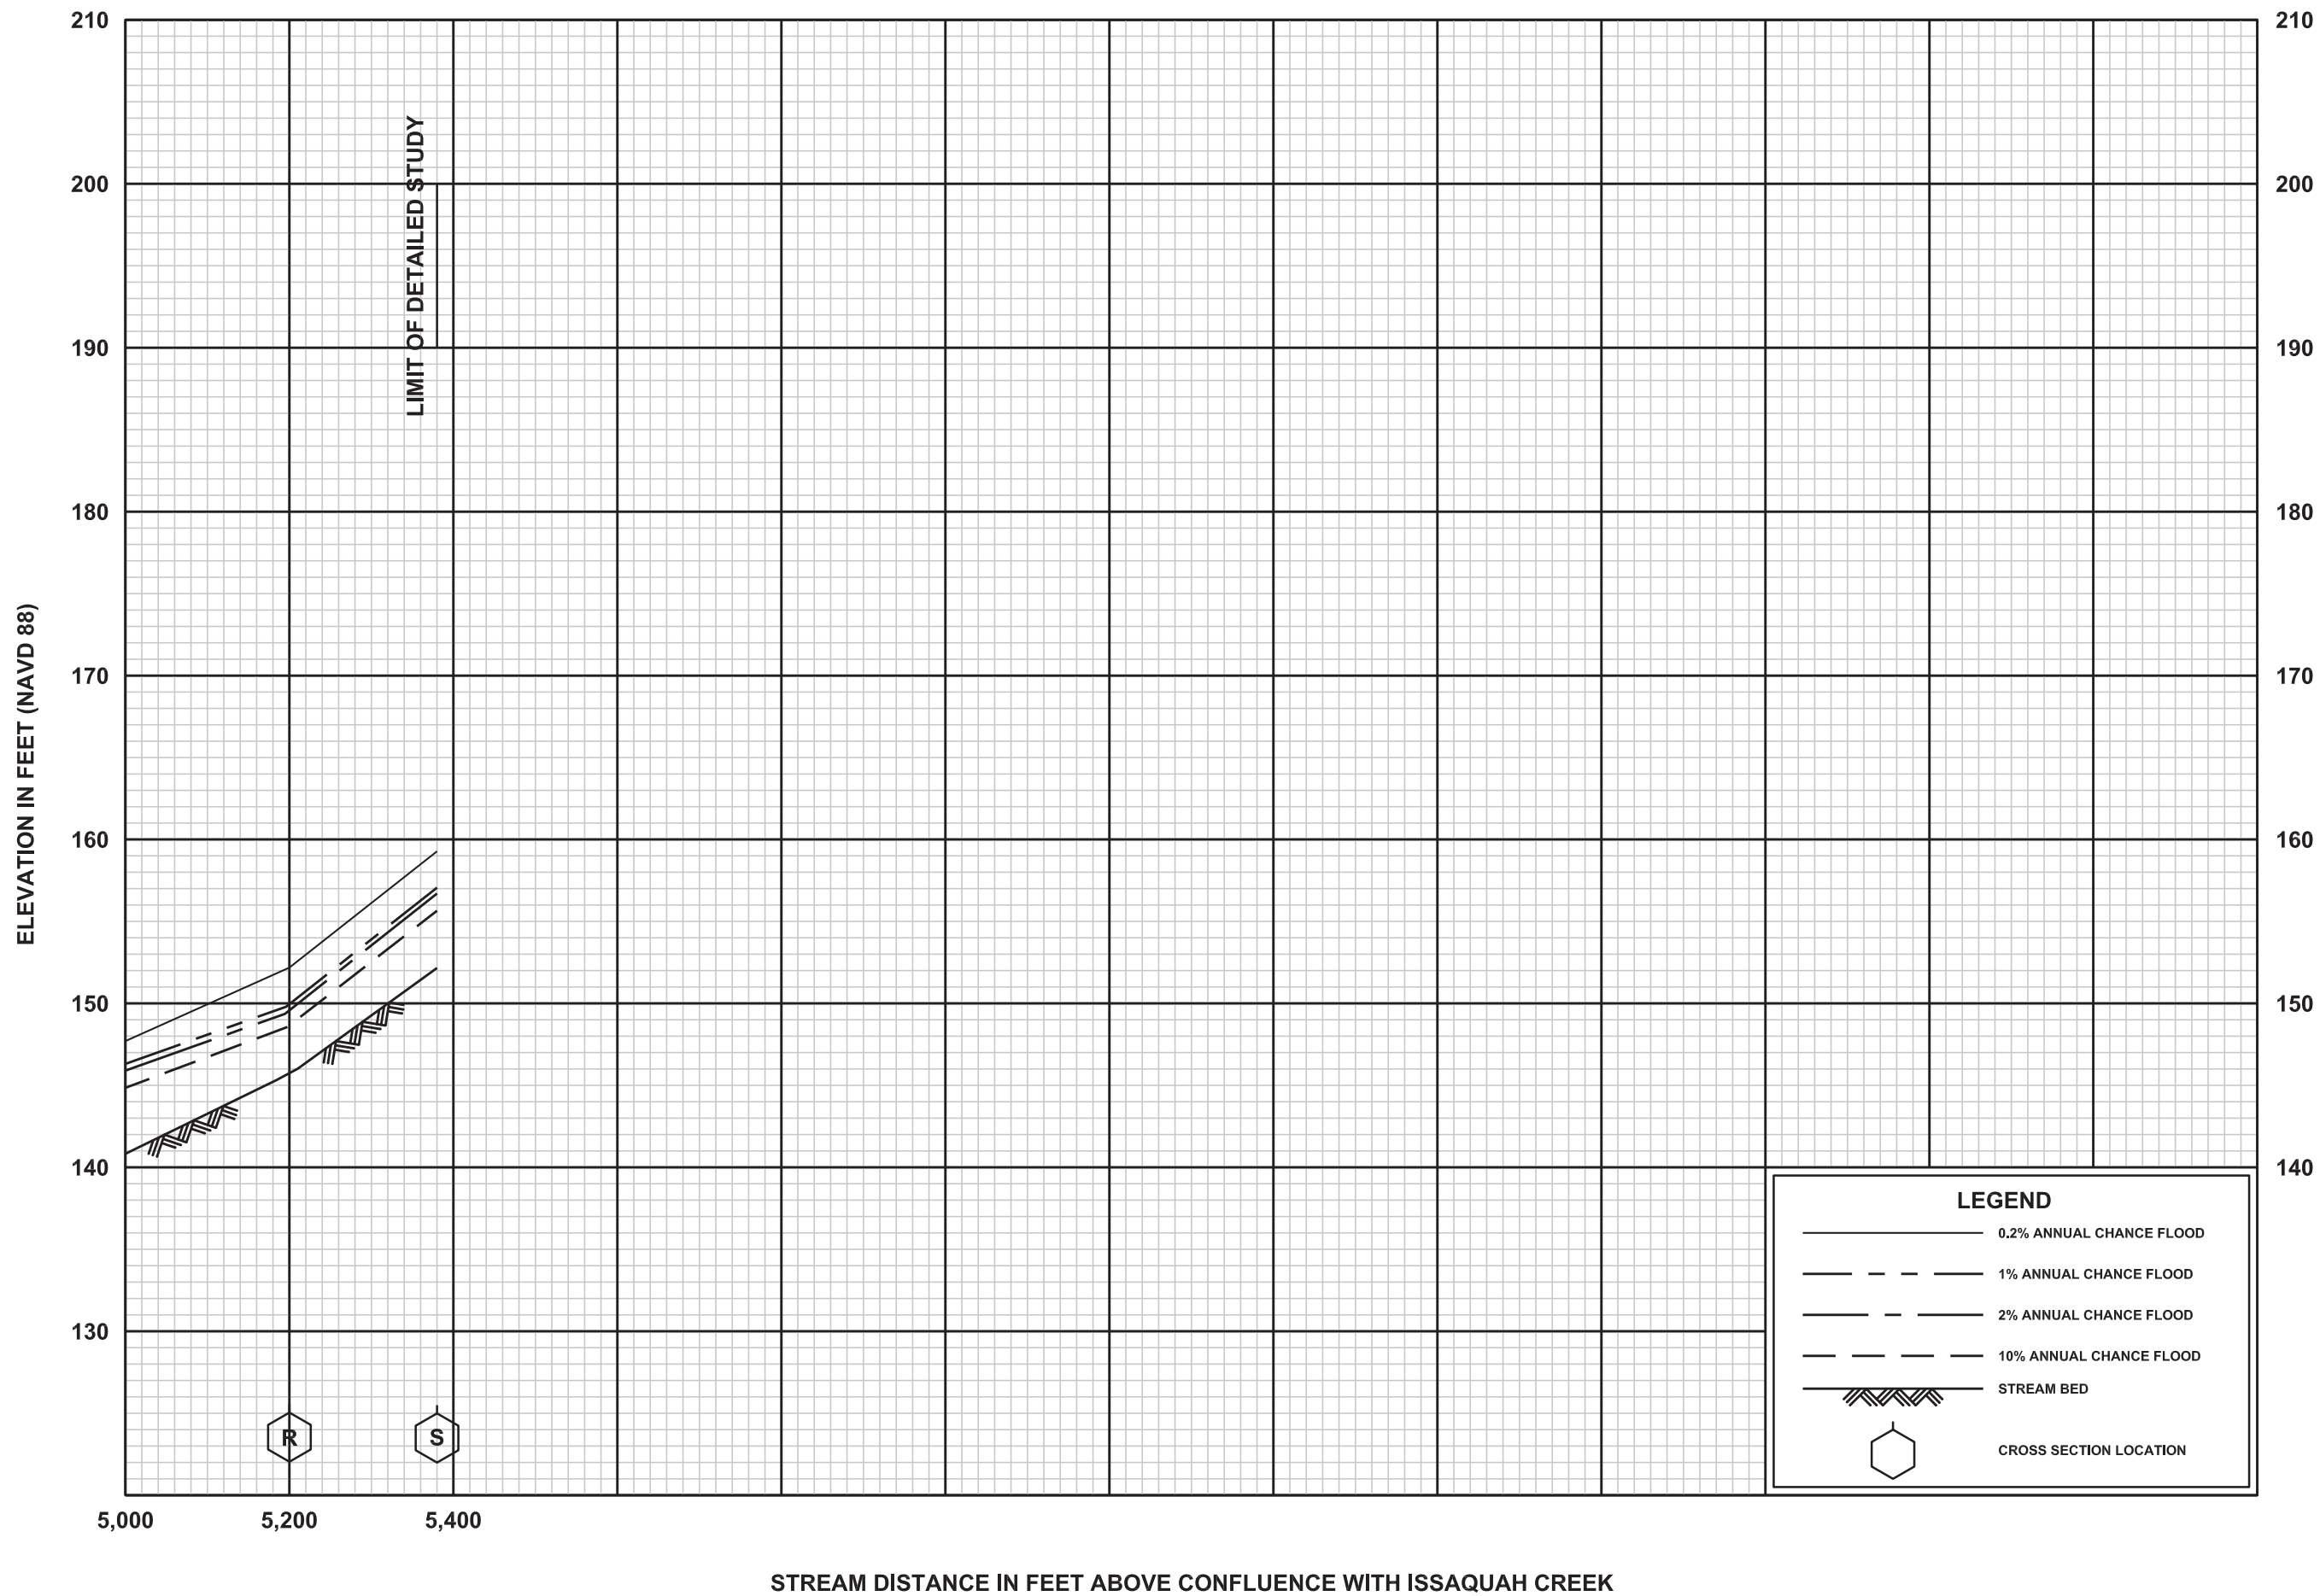 210
210
LIMIT OF DETAILED STUDY
200
200
190
190
180
180
170
170
ELEVATION IN FEET (NAVD 88)
160
160
150
150
140
140
LEGEND
0.2% ANNUAL CHANCE FLOOD
1% ANNUAL CHANCE FLOOD
2% ANNUAL CHANCE FLOOD
10% ANNUAL CHANCE FLOOD
STREAM BED
CROSS SECTION LOCATION
130
R
S
5,000
5,200
5,400
STREAM DISTANCE IN FEET ABOVE CONFLUENCE WITH ISSAQUAH CREEK